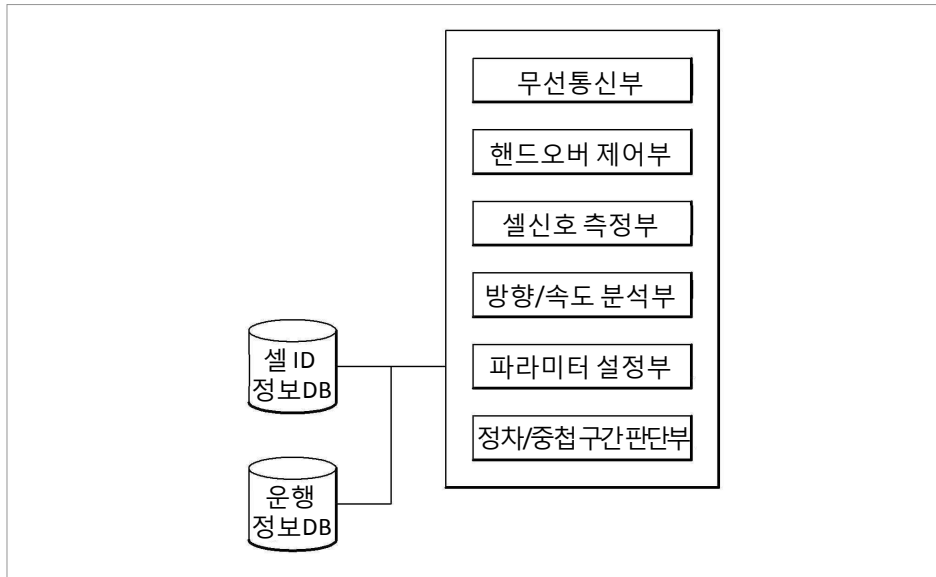 무선통신부
핸드오버 제어부
셀신호 측정부
방향/속도 분석부
파라미터 설정부
정차/중첩 구간 판단부
셀 ID
정보DB
운행
정보DB